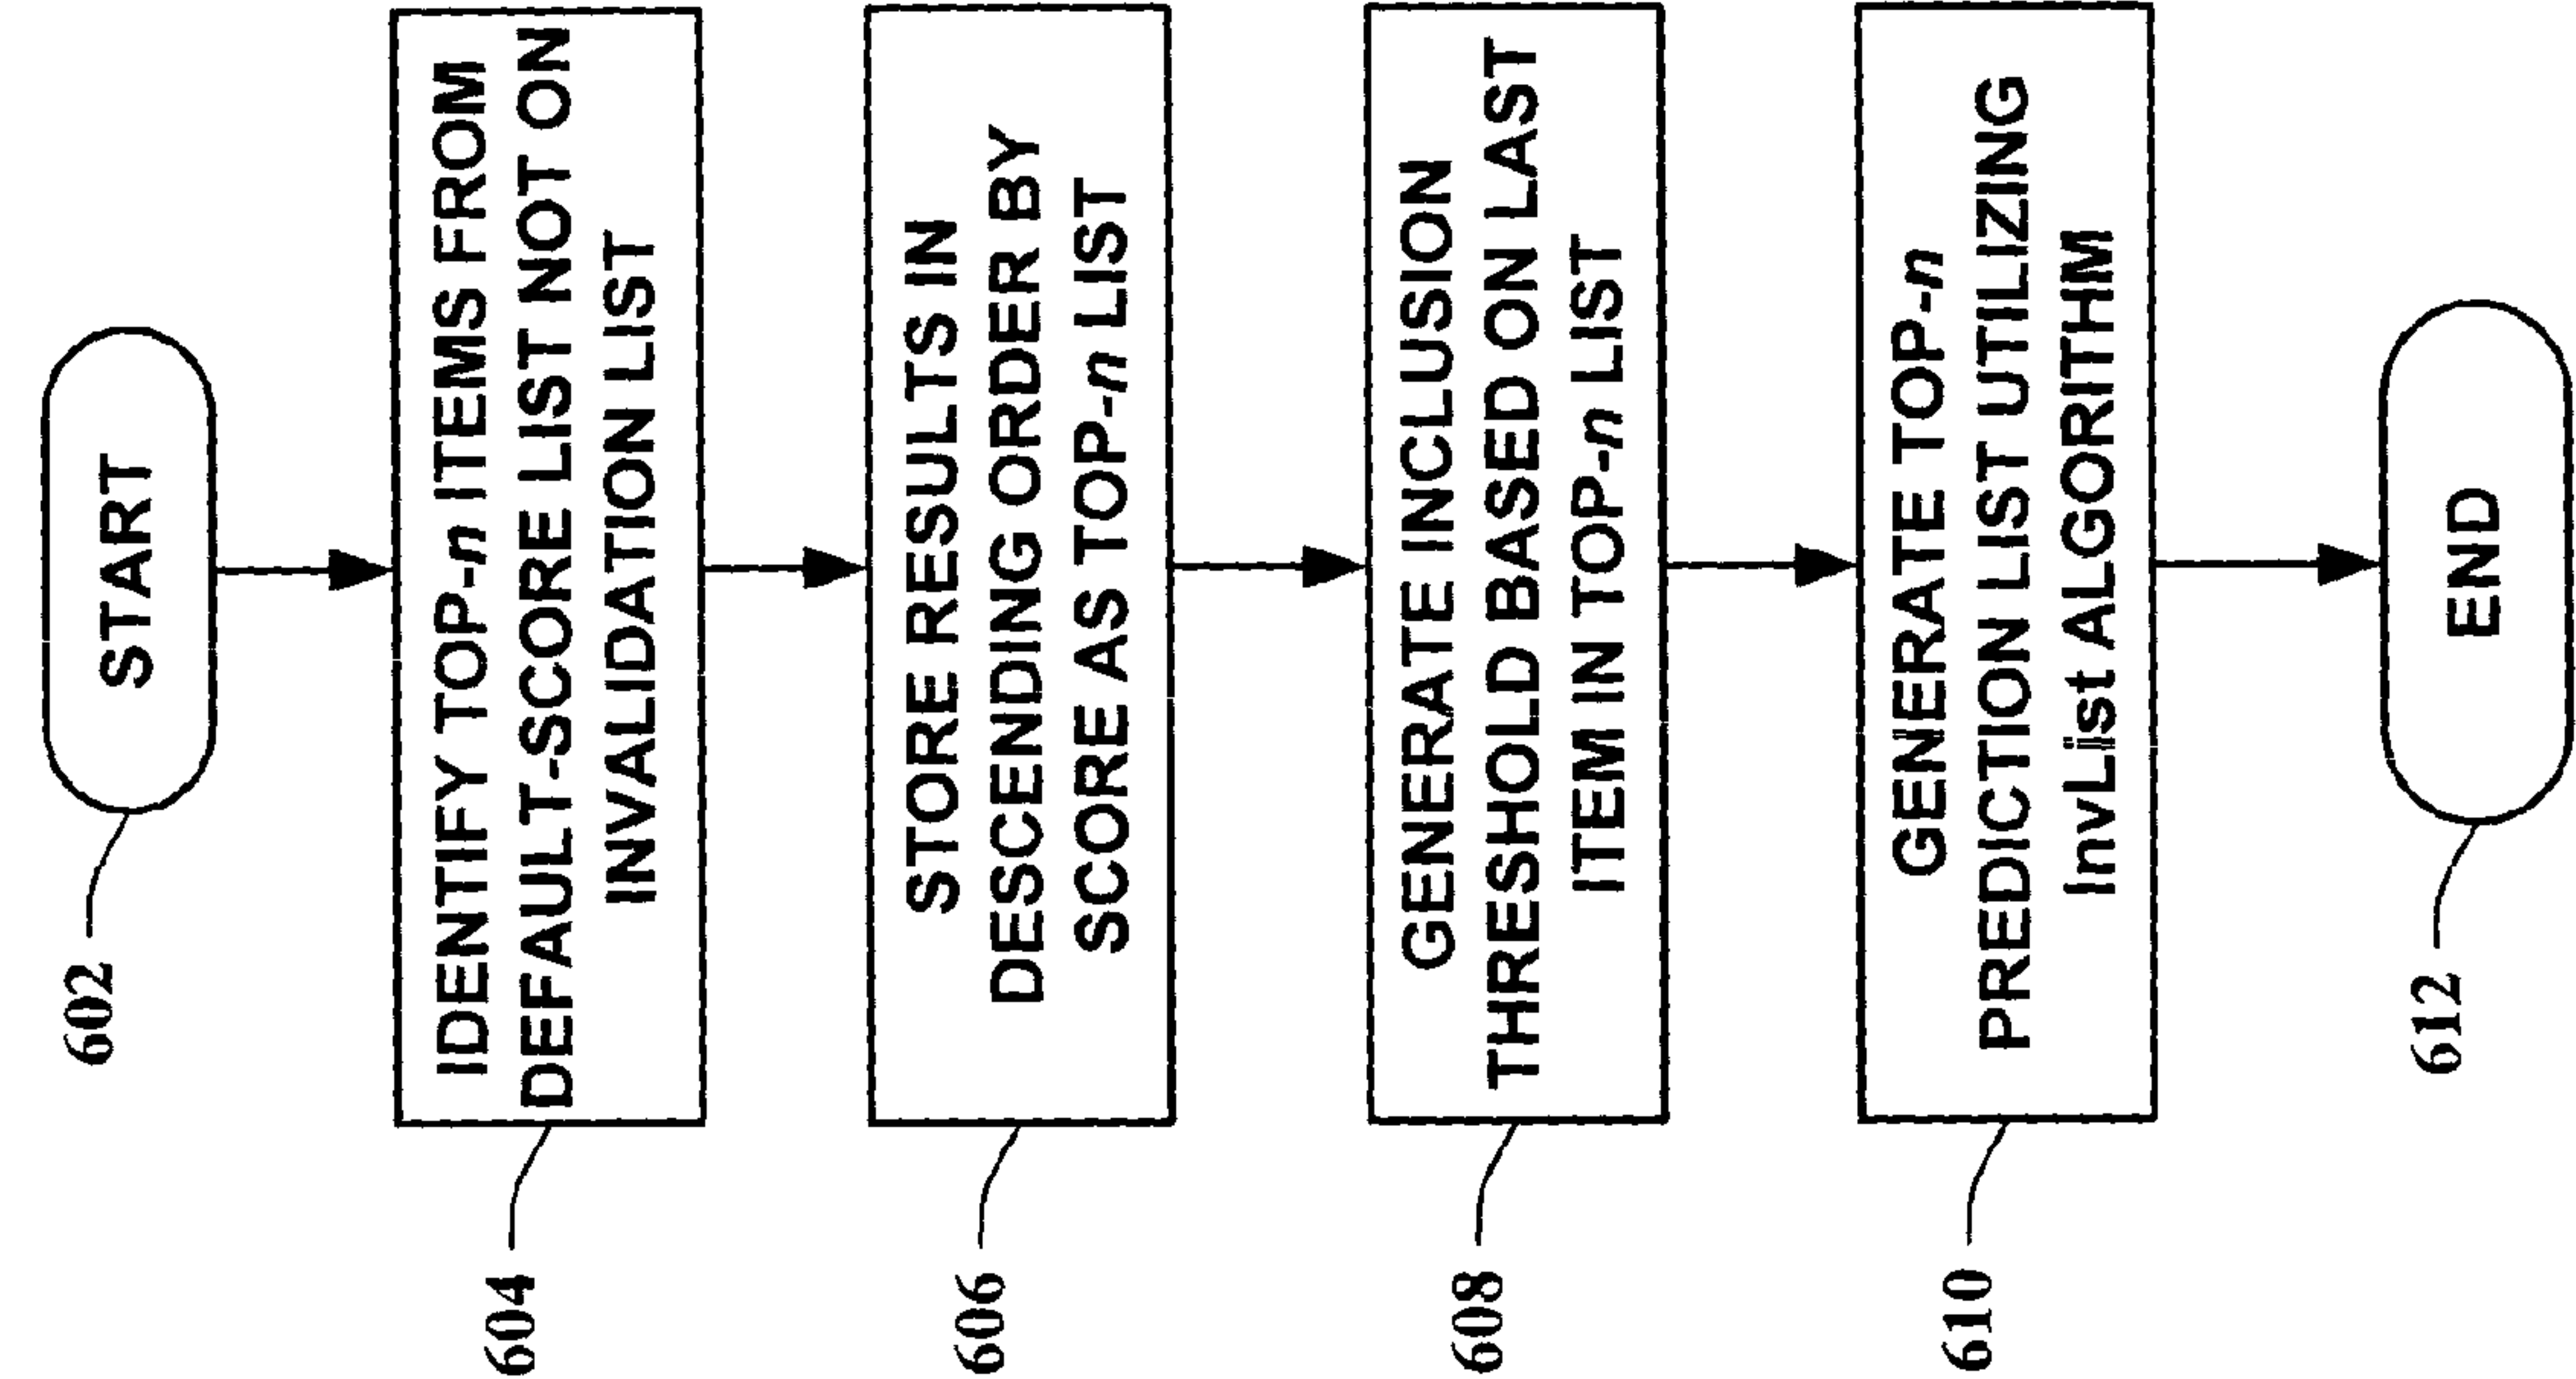 START
602
IDENTIFY TOP-n ITEMS FROM
DEFAULT-SCORE LIST NOT ON
INVALIDATION LIST
604
STORE RESULTS IN
DESCENDING ORDER BY
SCORE AS TOP-n LIST
606
GENERATE INCLUSION
THRESHOLD BASED ON LAST
ITEM IN TOP-n LIST
608
GENERATE TOP-n
PREDICTION LIST UTILIZING
InvList ALGORITHM
610
END
612